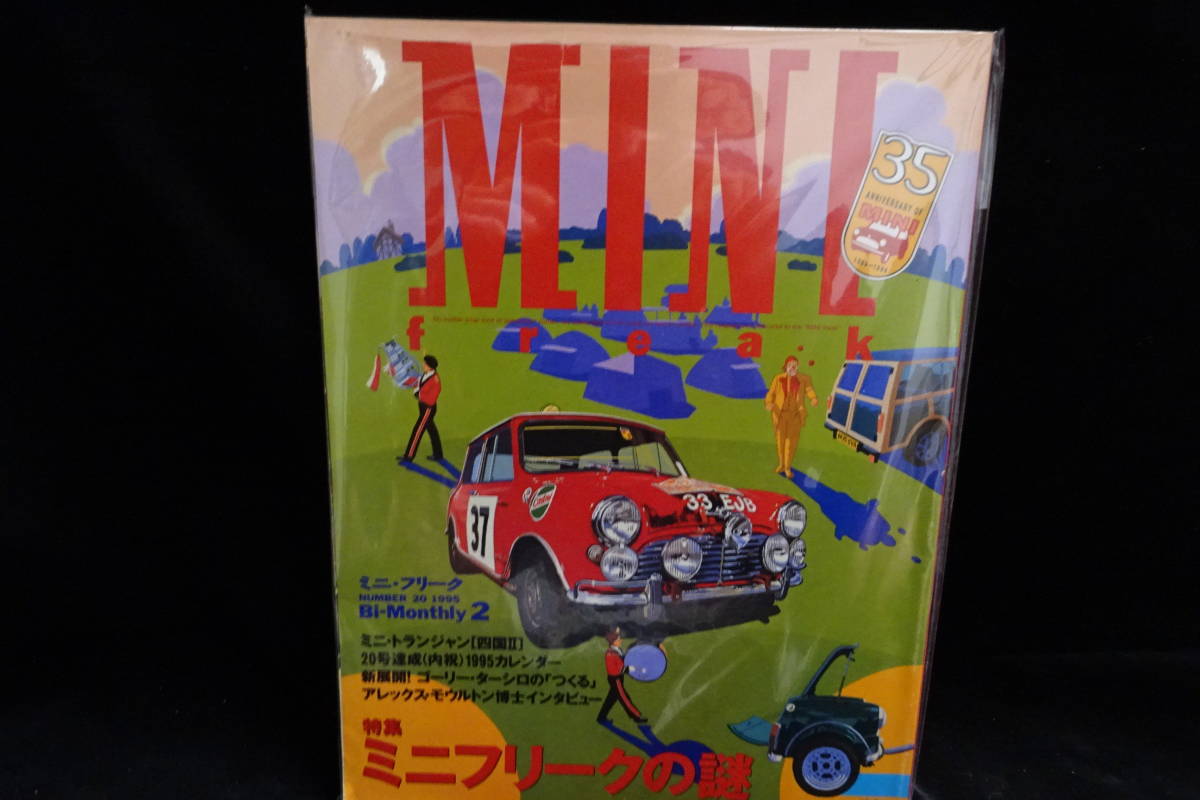 MINI
freak
35
ANNIVERSARY OF
MINI
37
Castrol
33 EJB
ミニ・フリーク
NUMBER 20 1995
Bi-Monthly 2
ミニ・トランジャン[四国II]
20号達成(内祝)1995カレンダー
新展開! ゴーリー・ターシロの「つくる」
アレックス・モウルトン博士インタビュー
特集
ミニフリークの謎